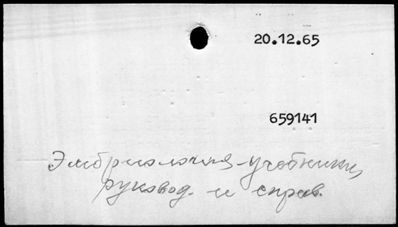 20.12.65
659141
Эмбриология - учебники,
руковод. и справ.